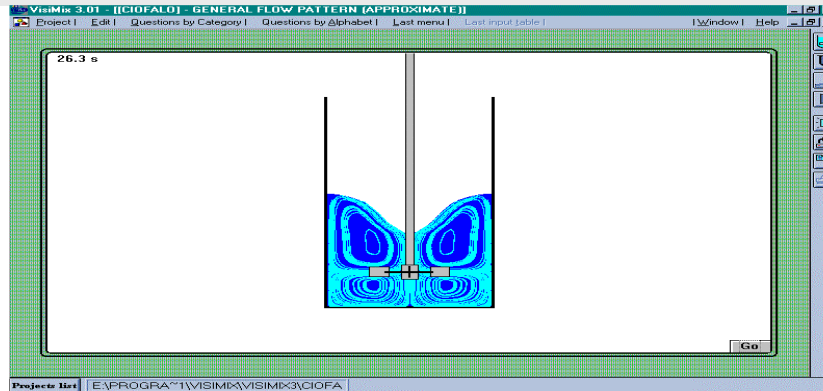 VisiMix 3.01 - [[CIOFALO] - GENERAL FLOW PATTERN (APPROXIMATE)]
Project | Edit | Questions by Category | Questions by Alphabet | Last menu | Last input table | | Window | Help
26.3 s
Go
Projects list E:\PROGRA~1\VISIMIX\VISIMIX3\CIOFA